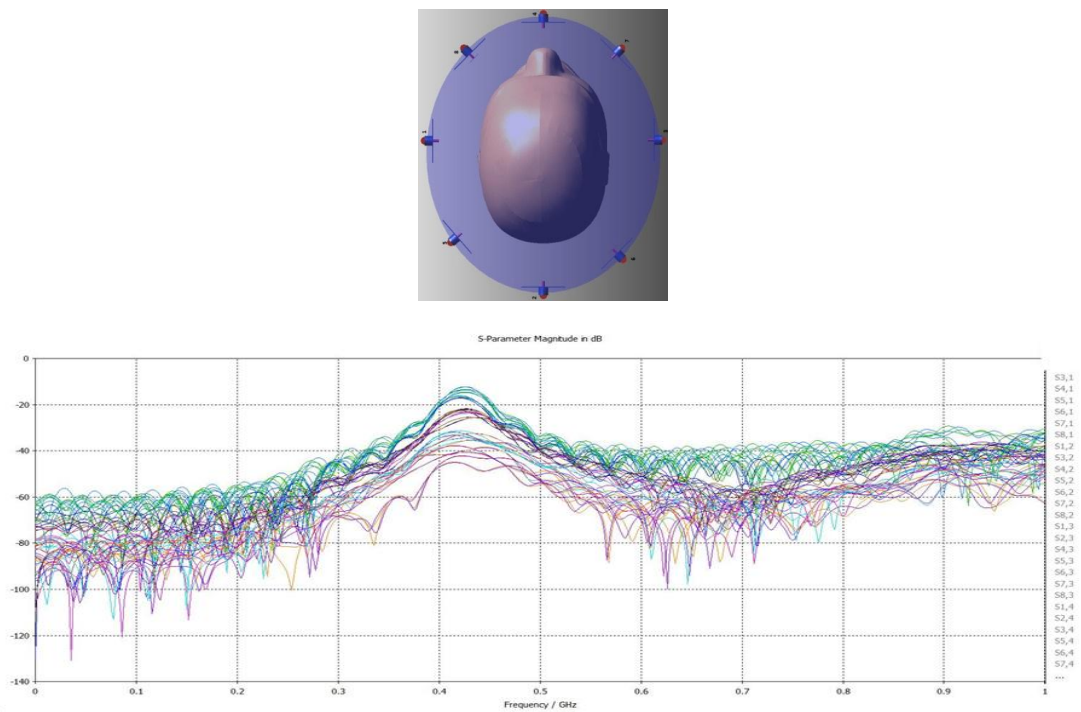 S-Parameter Magnitude in dB
0
-20
-40
-60
-80
-100
-120
-140
0 0.1 0.2 0.3 0.4 0.5 0.6 0.7 0.8 0.9 1
Frequency / GHz
S3,1
S4,1
S5,1
S6,1
S7,1
S8,1
S1,2
S3,2
S4,2
S5,2
S6,2
S7,2
S8,2
S1,3
S2,3
S4,3
S5,3
S6,3
S7,3
S8,3
S1,4
S2,4
S3,4
S5,4
S6,4
S7,4
...